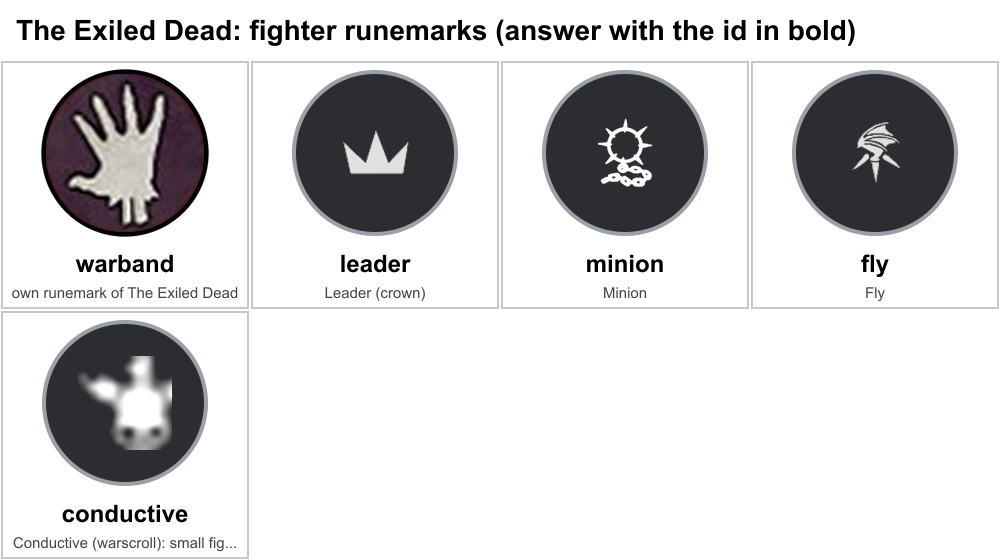 The Exiled Dead: fighter runemarks (answer with the id in bold)
warband
own runemark of The Exiled Dead
leader
Leader (crown)
minion
Minion
fly
Fly
conductive
Conductive (warscroll): small fig...